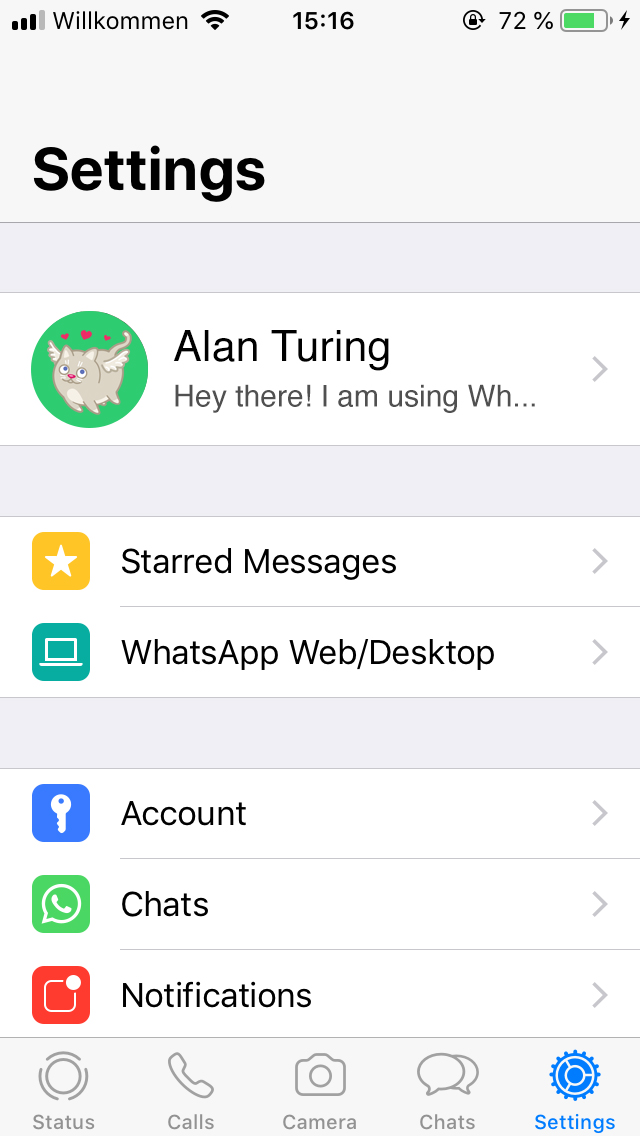 Willkommen 15:16 72 %
Settings
Alan Turing
Hey there! I am using Wh...
Starred Messages
WhatsApp Web/Desktop
Account
Chats
Notifications
Status Calls Camera Chats Settings